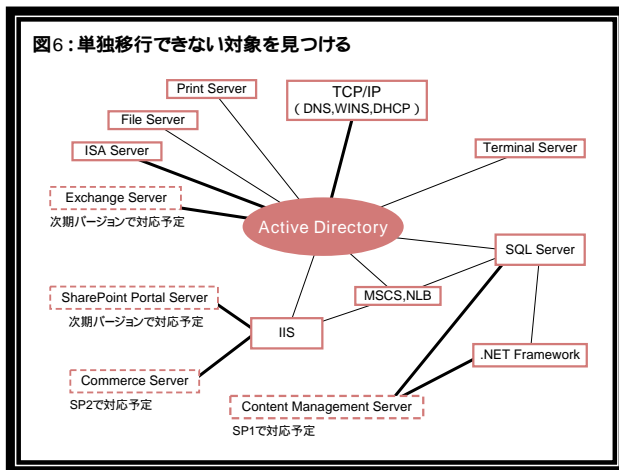 図6：単独移行できない対象を見つける
Print Server
TCP/IP
（DNS,WINS,DHCP）
File Server
ISA Server
Terminal Server
Exchange Server
次期バージョンで対応予定
Active Directory
SQL Server
SharePoint Portal Server
次期バージョンで対応予定
MSCS,NLB
IIS
.NET Framework
Commerce Server
SP2で対応予定
Content Management Server
SP1で対応予定